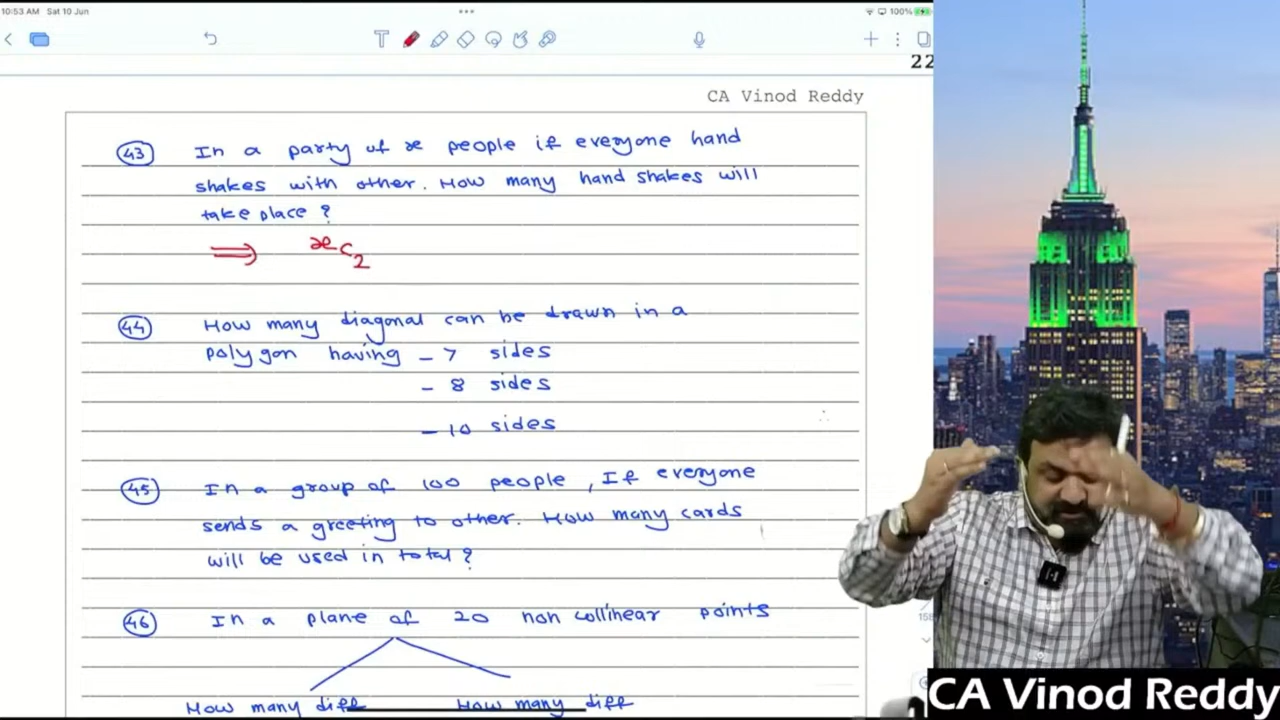 10:53 AM Sat 10 Jun
100%
T
22
CA Vinod Reddy
43 In a party of x people if everyone hand
shakes with other. How many hand shakes will
take place ?
⇒ xC2
44 How many diagonal can be drawn in a
polygon having – 7 sides
– 8 sides
– 10 sides
45 In a group of 100 people, If everyone
sends a greeting to other. How many cards
will be used in total ?
46 In a plane of 20 non collinear points
How many diff How many diff
CA Vinod Reddy